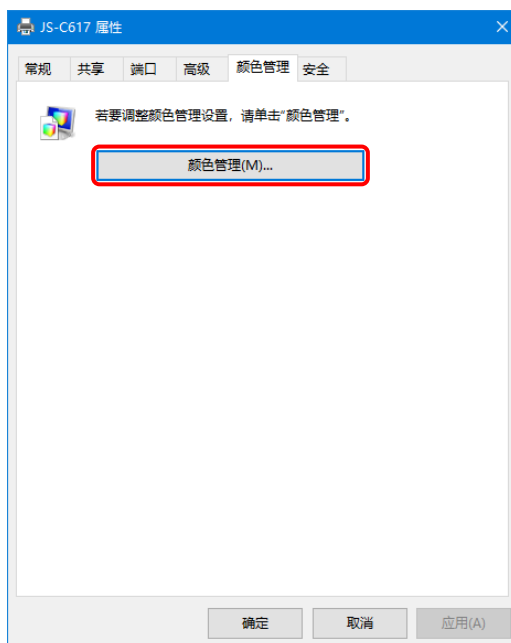 JS-C617 属性
常规 共享 端口 高级 颜色管理 安全
若要调整颜色管理设置，请单击"颜色管理"。
颜色管理(M)...
确定 取消 应用(A)